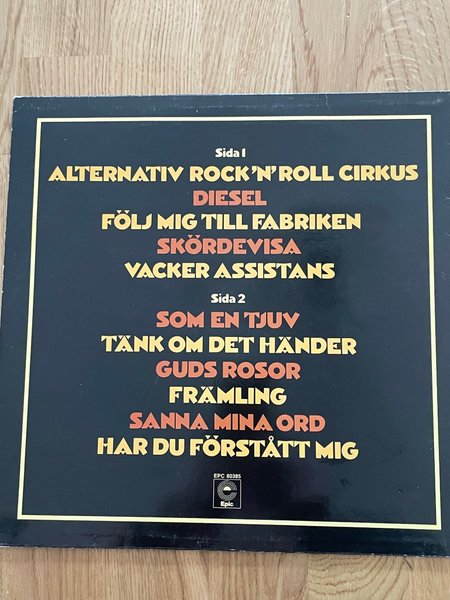 Sida 1
ALTERNATIV ROCK'N'ROLL CIRKUS
DIESEL
FÖLJ MIG TILL FABRIKEN
SKÖRDEVISA
VACKER ASSISTANS
Sida 2
SOM EN TJUV
TÄNK OM DET HÄNDER
GUDS ROSOR
FRÄMLING
SANNA MINA ORD
HAR DU FÖRSTÅTT MIG
EPC 80385
Epic